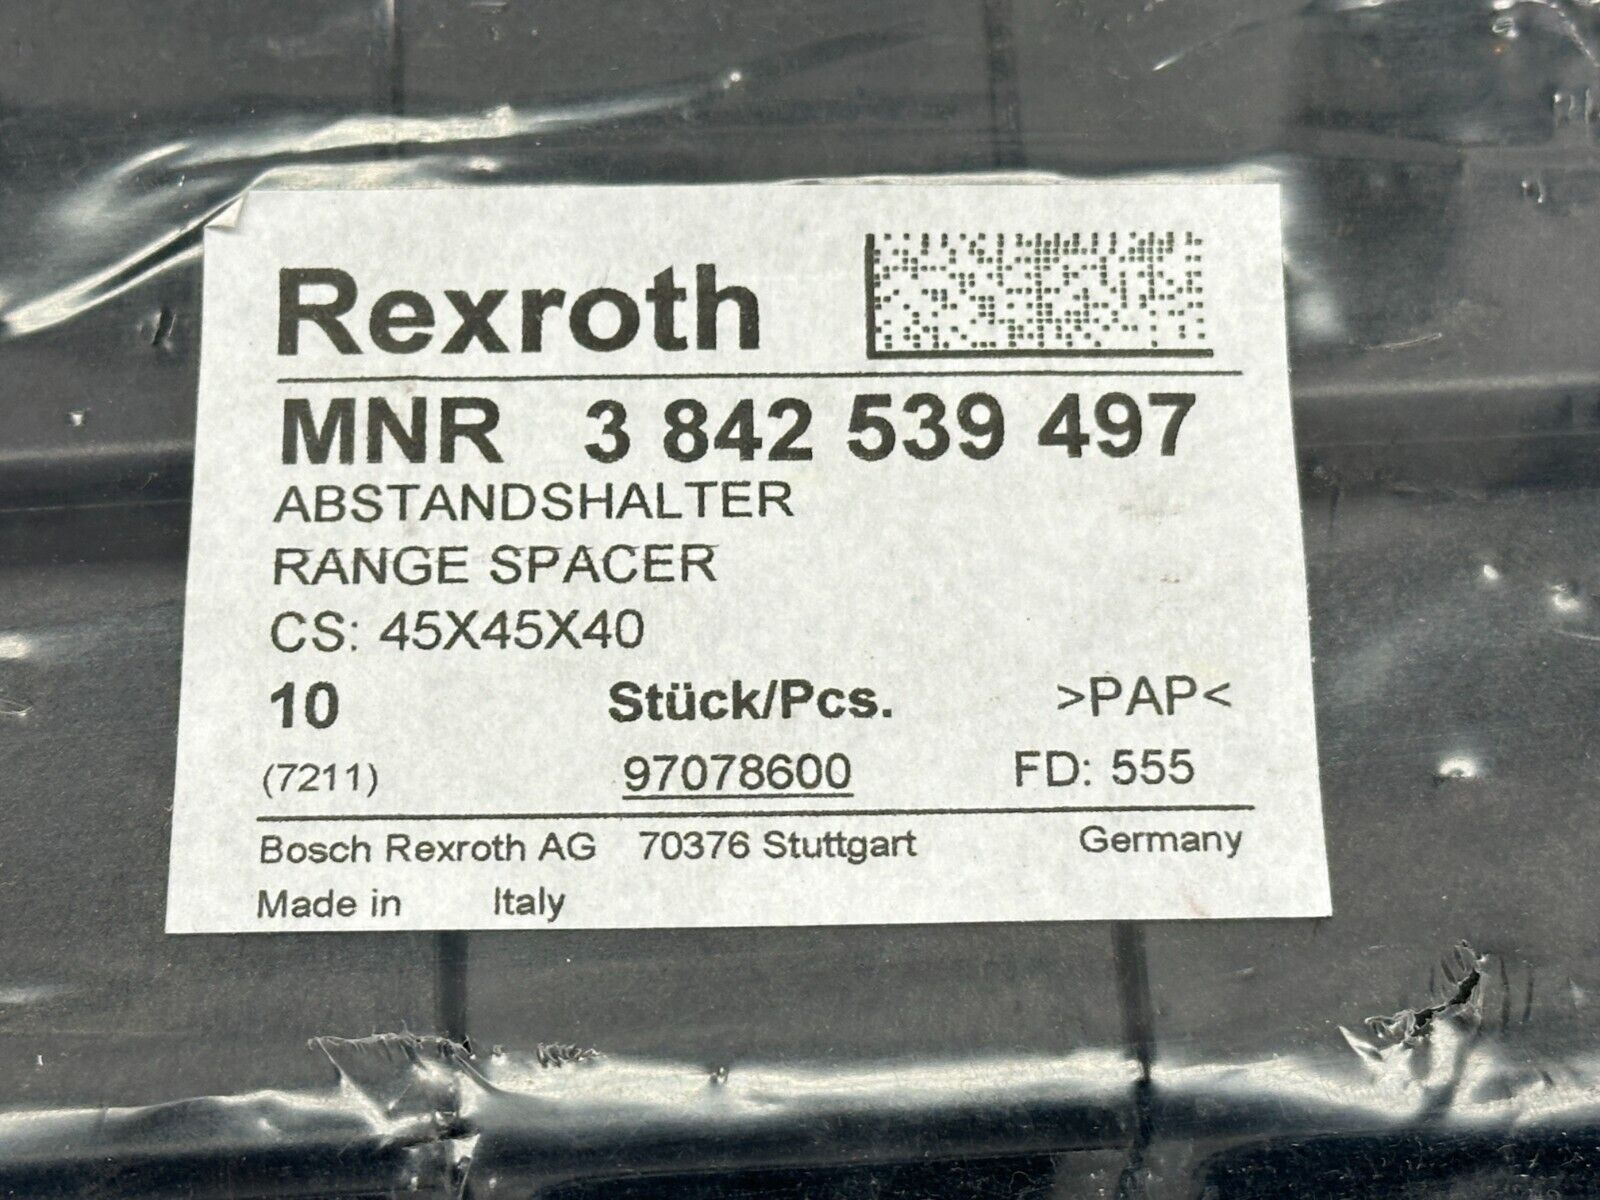 Rexroth
MNR 3 842 539 497
ABSTANDSHALTER
RANGE SPACER
CS: 45X45X40
10 Stück/Pcs. >PAP<
(7211) 97078600 FD: 555
Bosch Rexroth AG 70376 Stuttgart Germany
Made in Italy